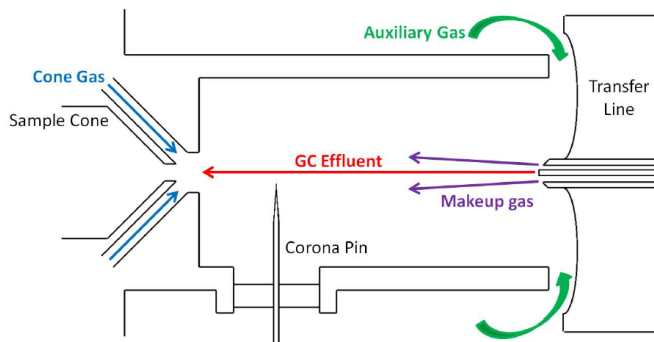 Auxiliary Gas
Cone Gas
Transfer
Line
Sample Cone
GC Effluent
Makeup gas
Corona Pin